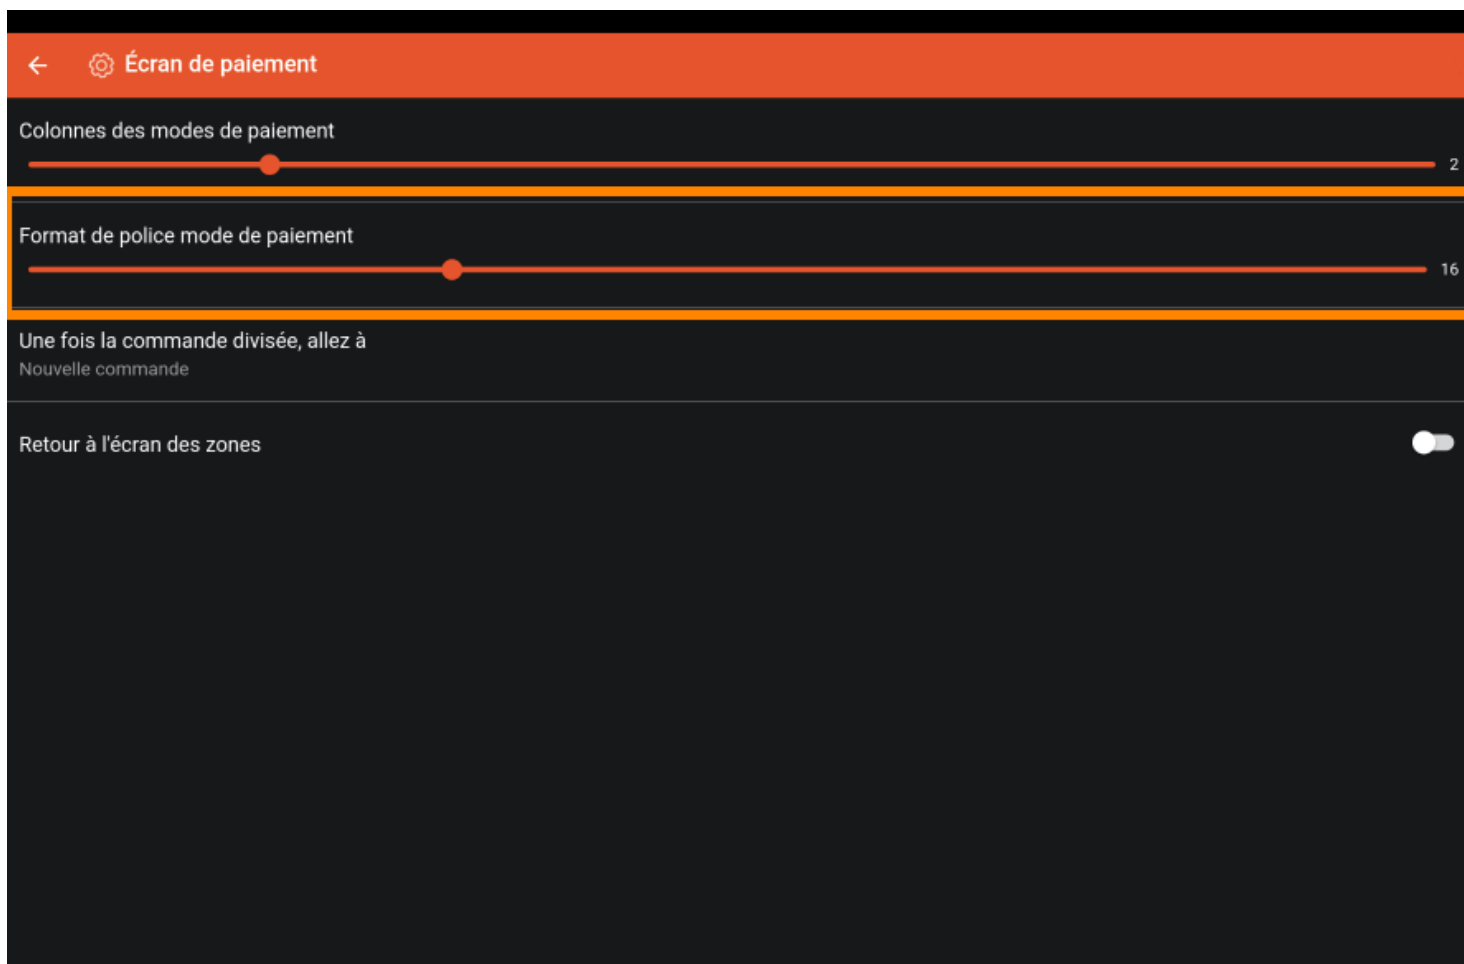 Écran de paiement
Colonnes des modes de paiement
2
Format de police mode de paiement
16
Une fois la commande divisée, allez à
Nouvelle commande
Retour à l'écran des zones